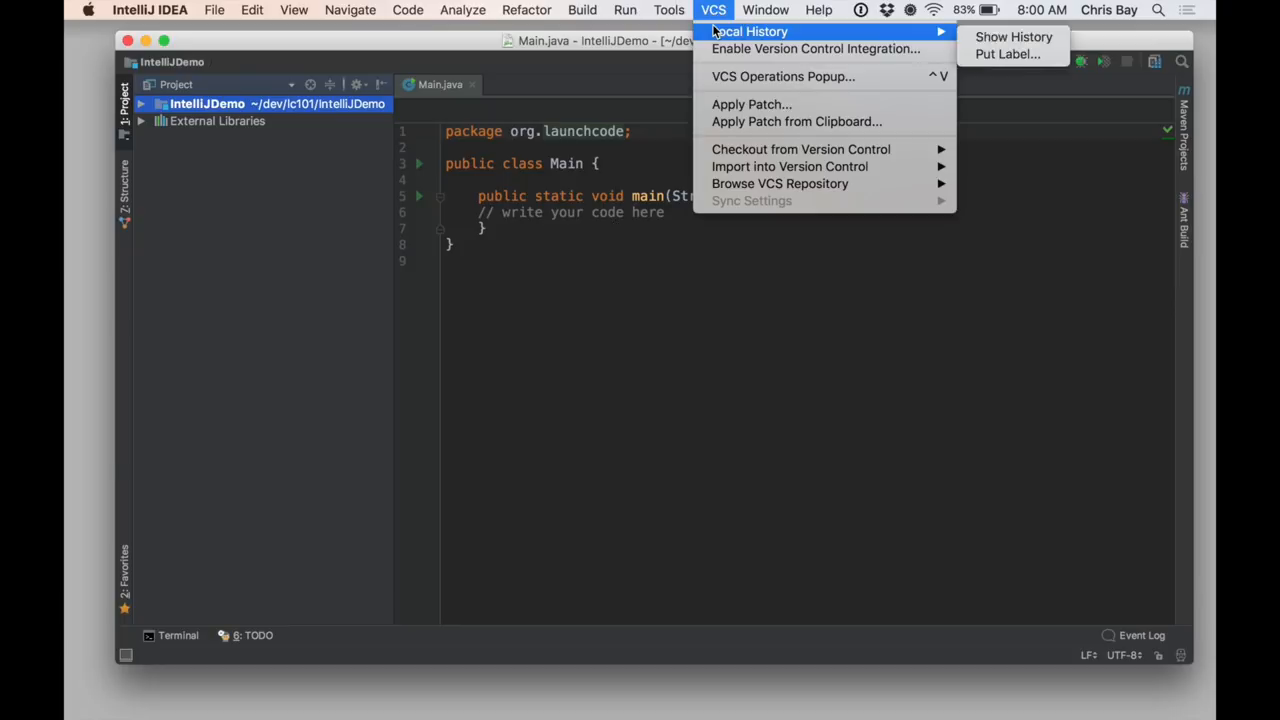 IntelliJ IDEA File Edit View Navigate Code Analyze Refactor Build Run Tools VCS Window Help 83% 8:00 AM Chris Bay
Main.java - IntelliJDemo - [~/de
Local History
Show History
Enable Version Control Integration...
Put Label...
VCS Operations Popup... ^V
Apply Patch...
Apply Patch from Clipboard...
Checkout from Version Control
Import into Version Control
Browse VCS Repository
Sync Settings
IntelliJDemo
Project
Main.java
IntelliJDemo ~/dev/lc101/IntelliJDemo
External Libraries
1: Project
Z: Structure
2: Favorites
1 package org.launchcode;
2
3 public class Main {
4
5 public static void main(Str
6 // write your code here
7 }
8 }
9
m
Maven Projects
Ant Build
Terminal 6: TODO Event Log
LF÷ UTF-8÷